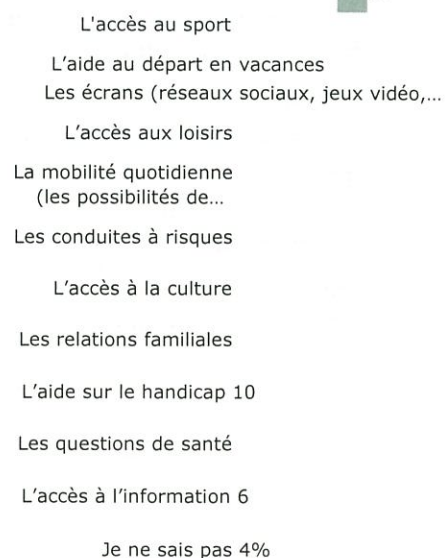 L'accès au sport
L'aide au départ en vacances
Les écrans (réseaux sociaux, jeux vidéo,...
L'accès aux loisirs
La mobilité quotidienne
(les possibilités de...
Les conduites à risques
L'accès à la culture
Les relations familiales
L'aide sur le handicap 10
Les questions de santé
L'accès à l'information 6
Je ne sais pas 4%